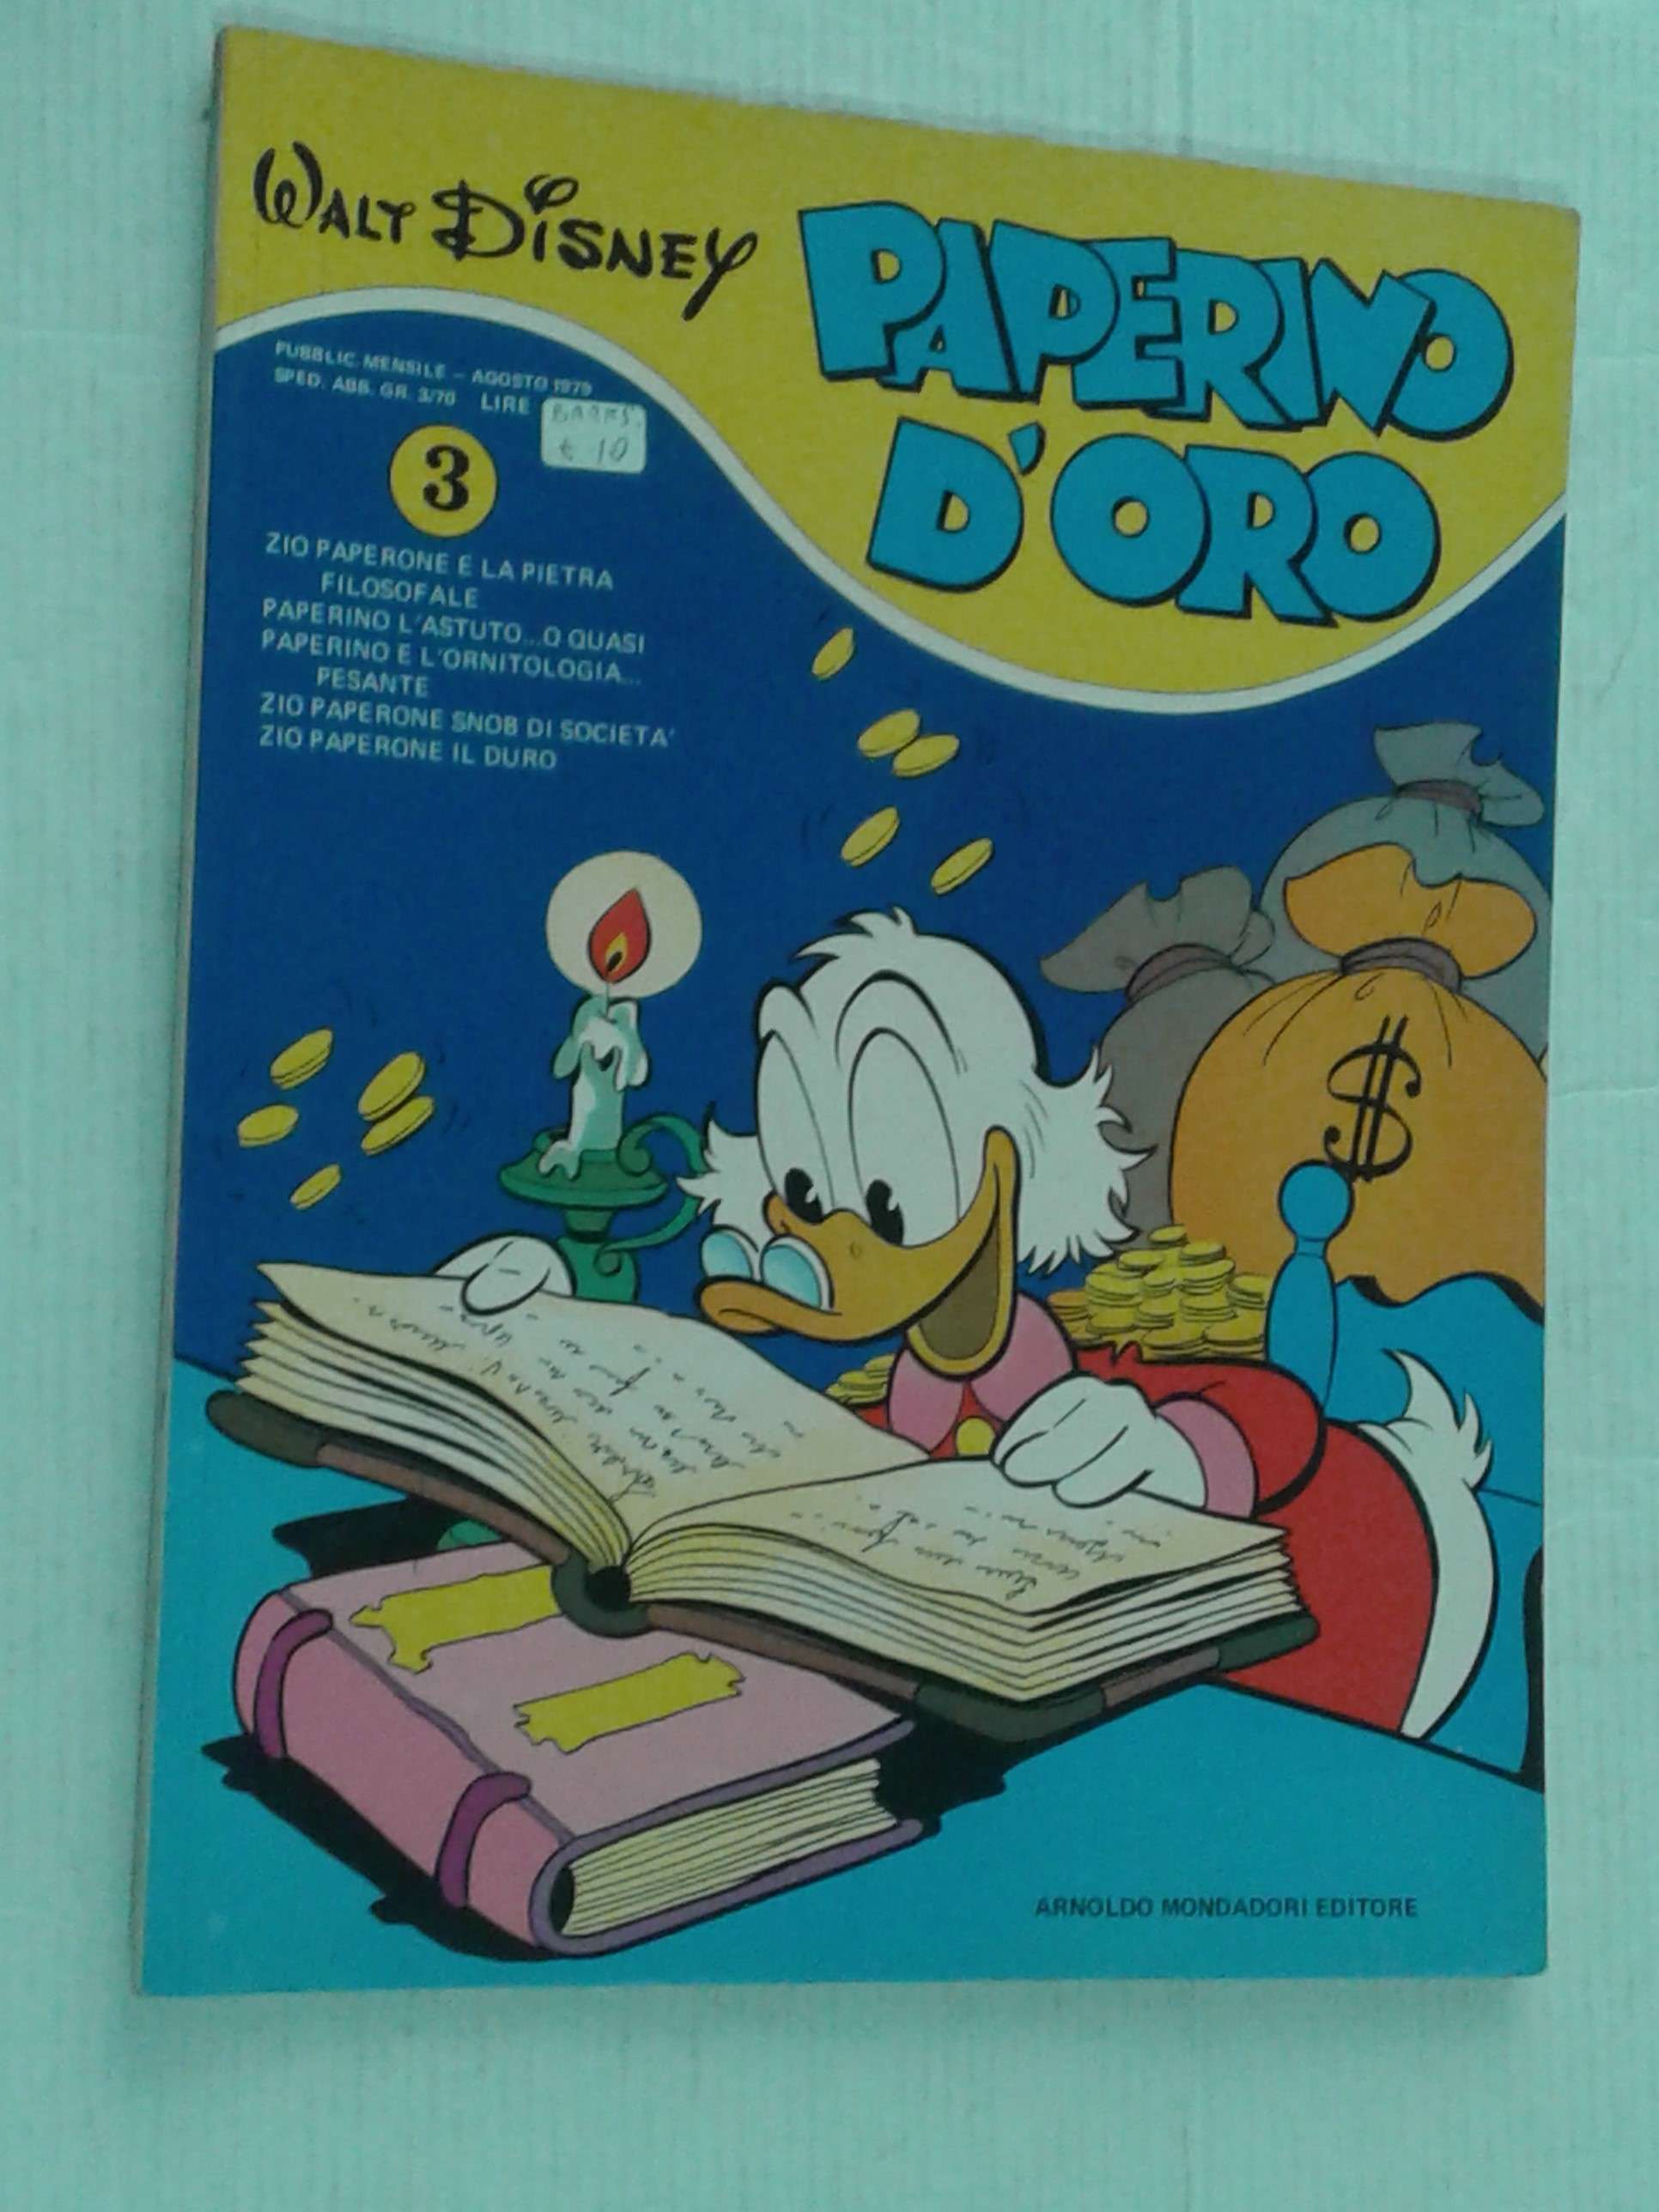 WALT DISNEY
PAPERINO
D'ORO
PUBBLIC. MENSILE - AGOSTO 1979
SPED. ABB. GR. 3/70 LIRE
BARKS.
€ 10
3
ZIO PAPERONE E LA PIETRA
FILOSOFALE
PAPERINO L'ASTUTO...O QUASI
PAPERINO E L'ORNITOLOGIA...
PESANTE
ZIO PAPERONE SNOB DI SOCIETA'
ZIO PAPERONE IL DURO
$
ARNOLDO MONDADORI EDITORE